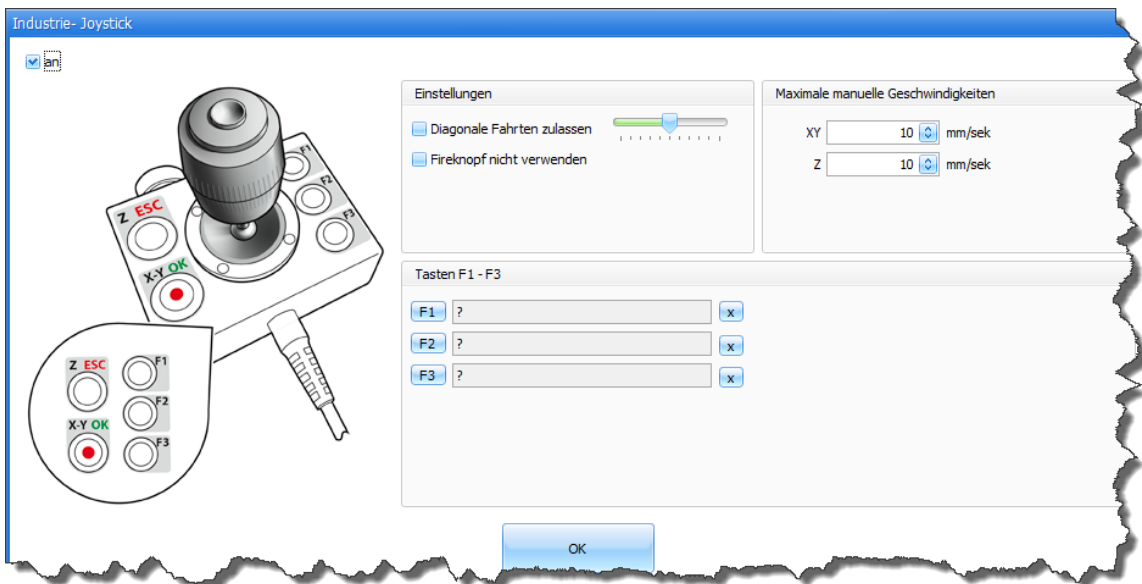 Industrie- Joystick
an
Z ESC
X-Y OK
F1
F2
F3
Z ESC
X-Y OK
F1
F2
F3
Einstellungen
Diagonale Fahrten zulassen
Fireknopf nicht verwenden
Maximale manuelle Geschwindigkeiten
XY 10 mm/sek
Z 10 mm/sek
Tasten F1 - F3
F1 ? x
F2 ? x
F3 ? x
OK